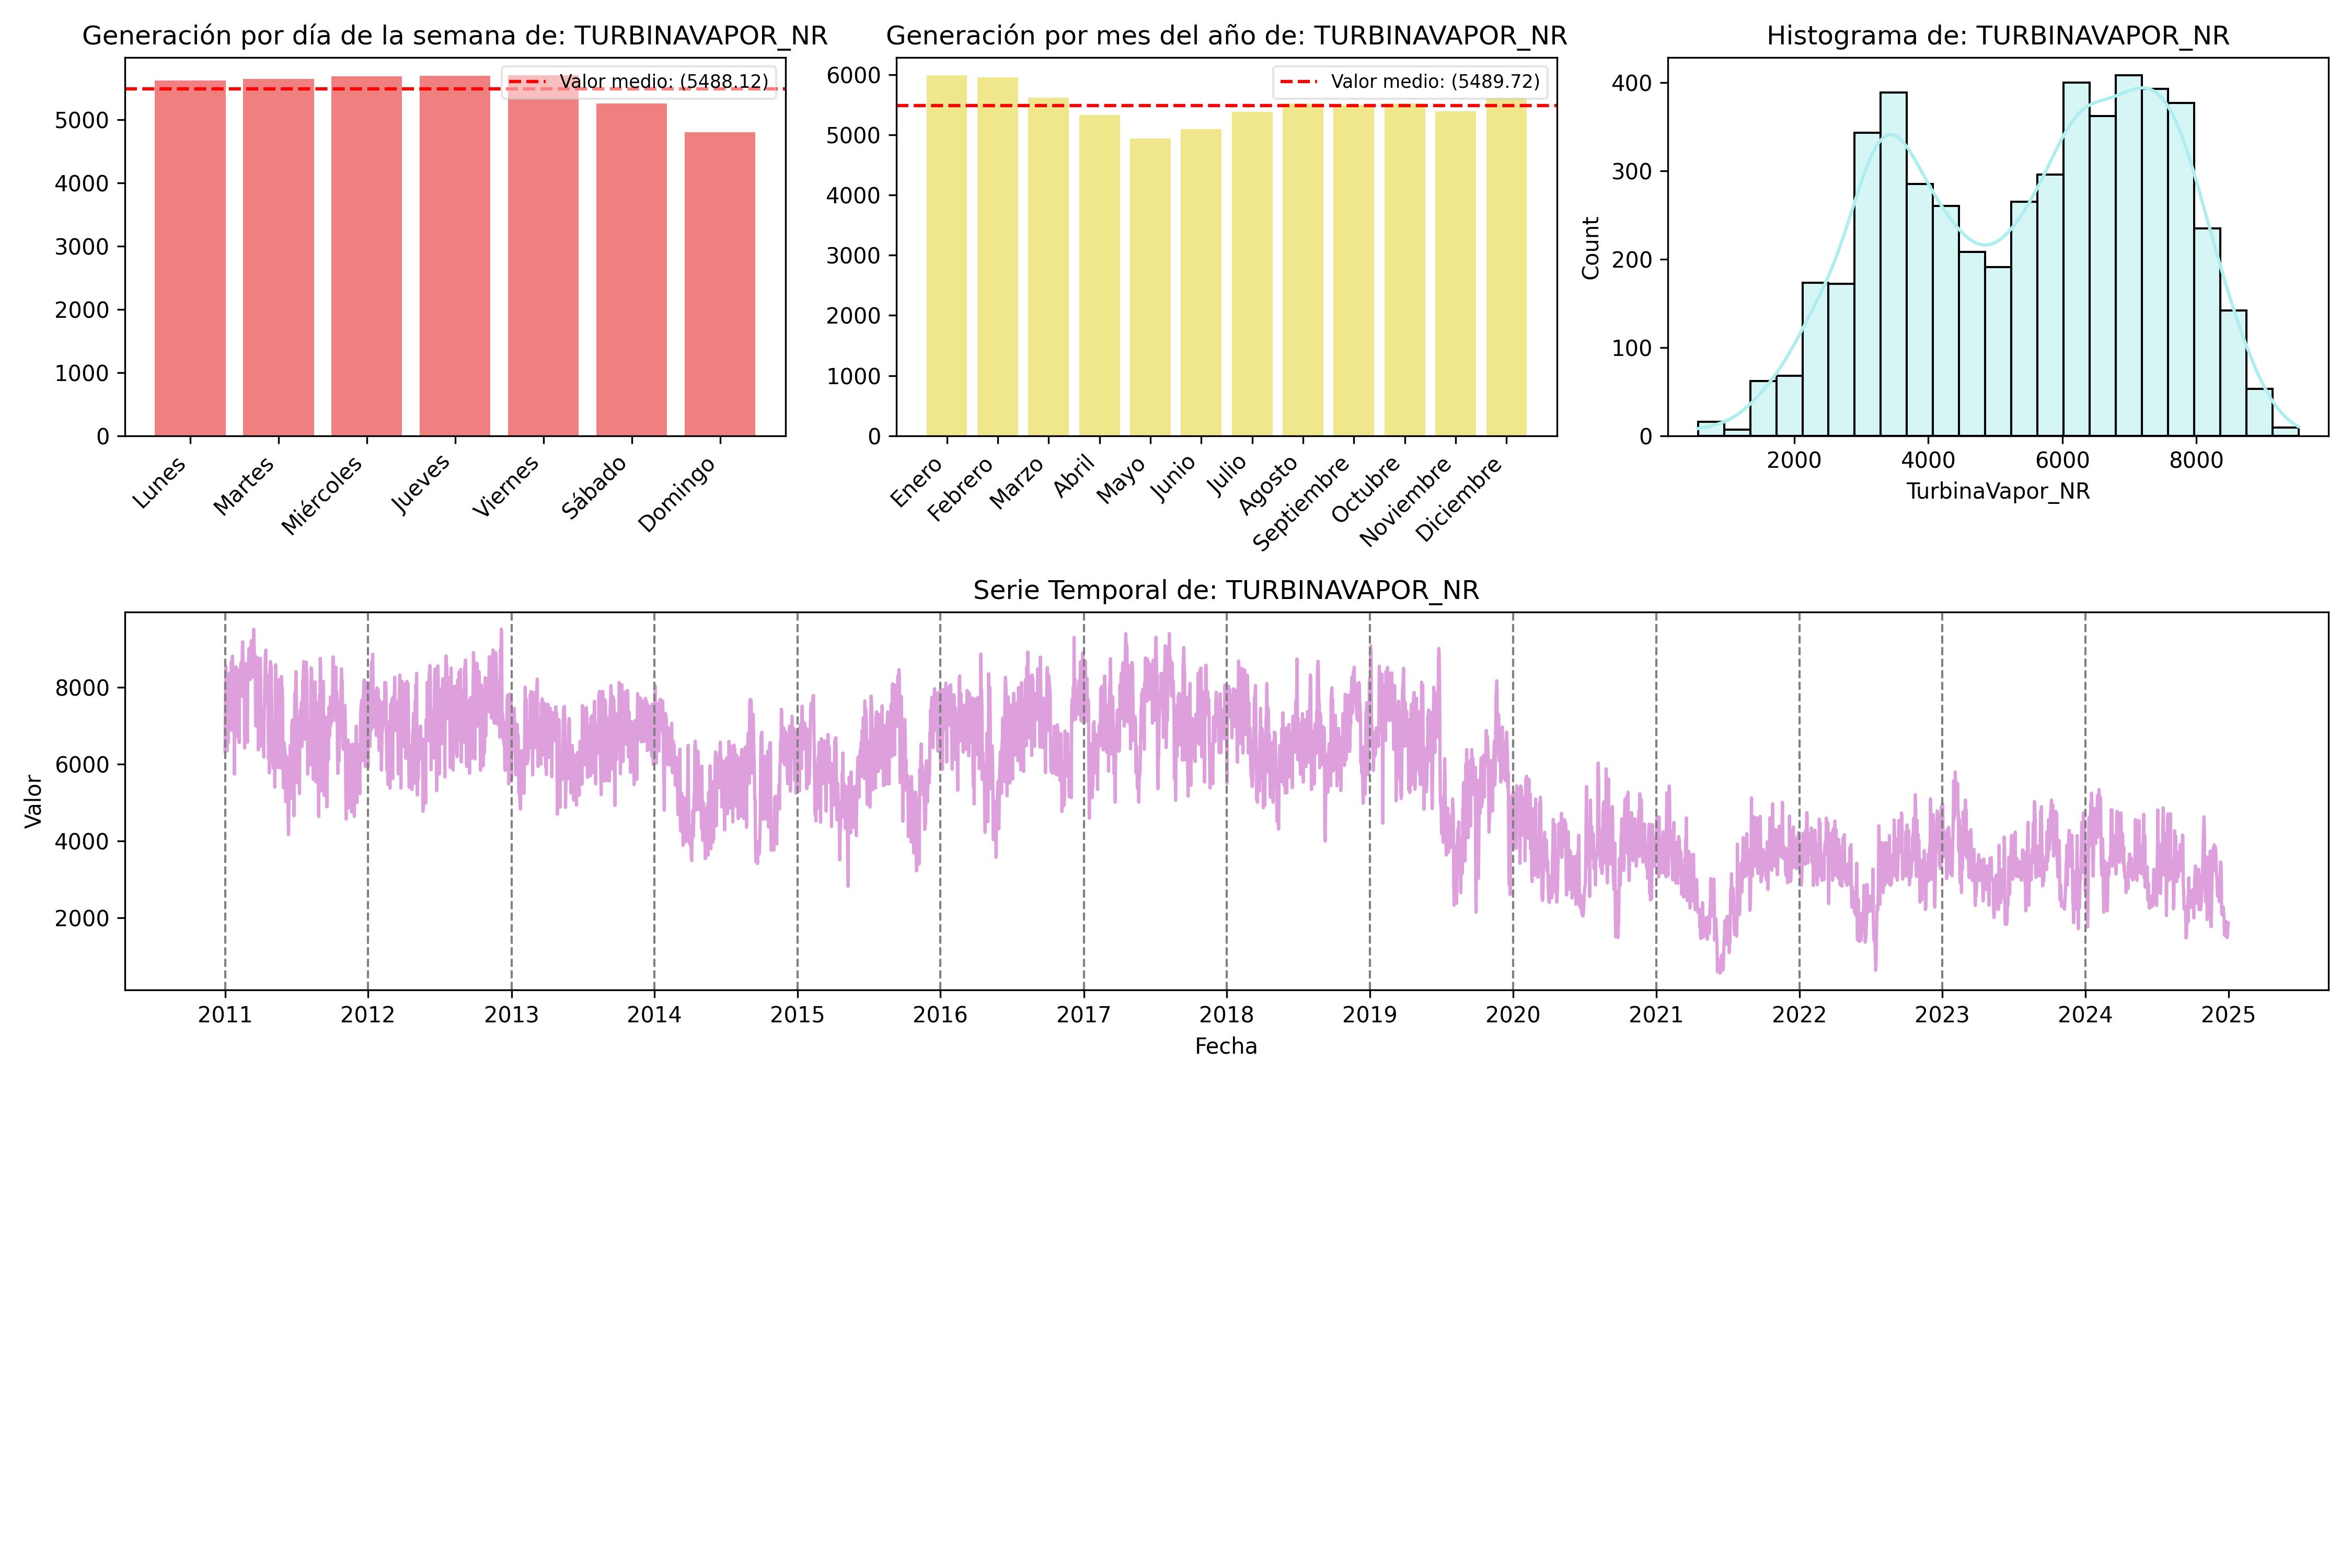 Generación por día de la semana de: TURBINAVAPOR_NR
Valor medio: (5488.12)
5000
4000
3000
2000
1000
0
Lunes
Martes
Miércoles
Jueves
Viernes
Sábado
Domingo
Generación por mes del año de: TURBINAVAPOR_NR
Valor medio: (5489.72)
6000
5000
4000
3000
2000
1000
0
Enero
Febrero
Marzo
Abril
Mayo
Junio
Julio
Agosto
Septiembre
Octubre
Noviembre
Diciembre
Histograma de: TURBINAVAPOR_NR
Count
400
300
200
100
0
2000 4000 6000 8000
TurbinaVapor_NR
Serie Temporal de: TURBINAVAPOR_NR
Valor
8000
6000
4000
2000
2011 2012 2013 2014 2015 2016 2017 2018 2019 2020 2021 2022 2023 2024 2025
Fecha